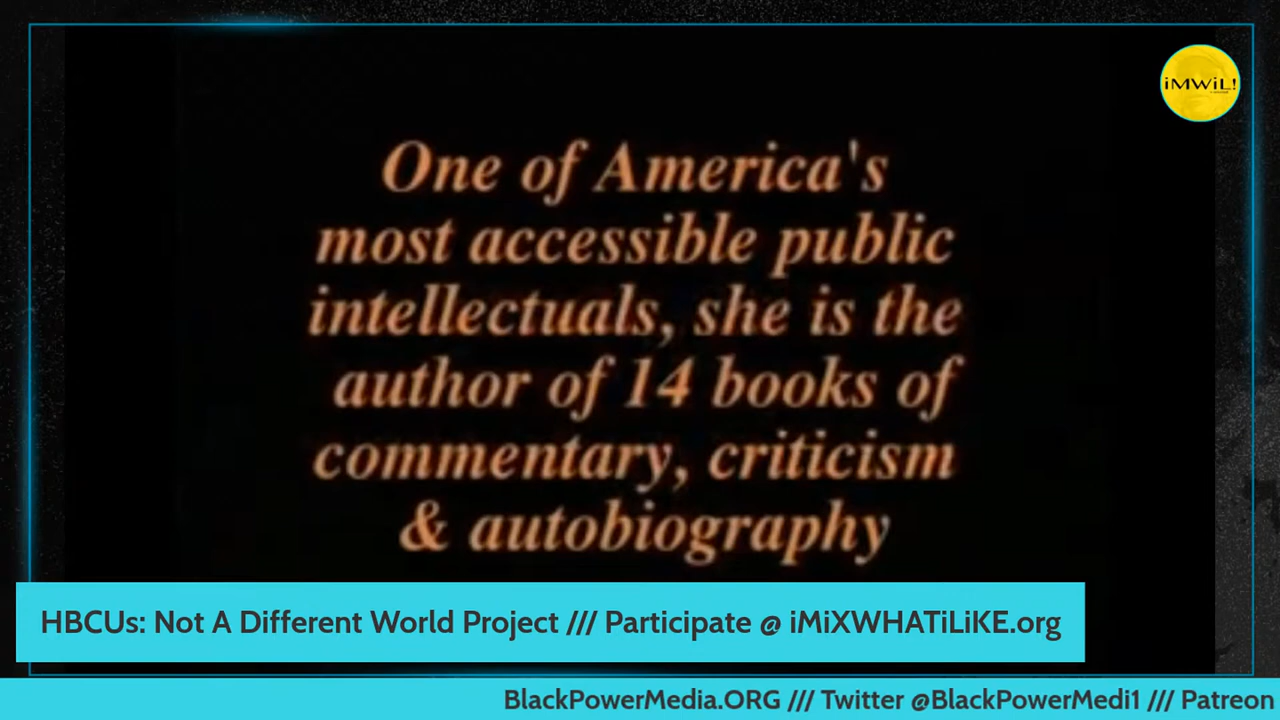 iMWiL!
One of America's
most accessible public
intellectuals, she is the
author of 14 books of
commentary, criticism
& autobiography
HBCUs: Not A Different World Project /// Participate @ iMiXWHATiLiKE.org
BlackPowerMedia.ORG /// Twitter @BlackPowerMedi1 /// Patreon